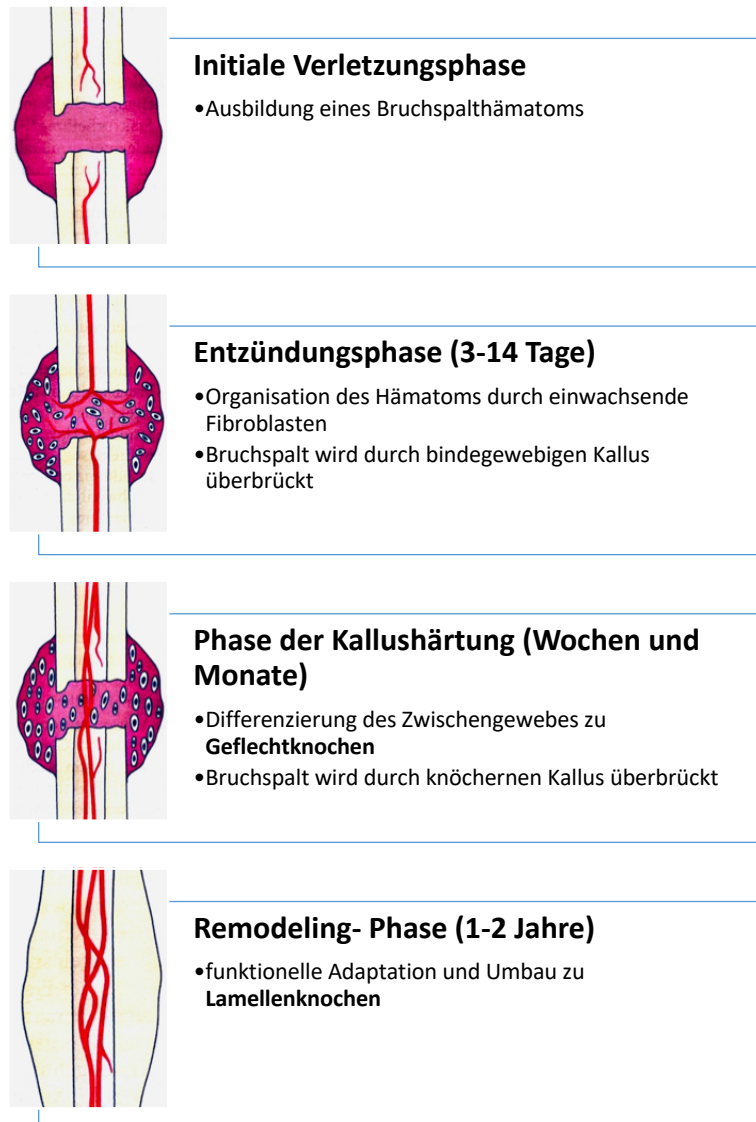 Initiale Verletzungsphase
•Ausbildung eines Bruchspalthämatoms
Entzündungsphase (3-14 Tage)
•Organisation des Hämatoms durch einwachsende
Fibroblasten
•Bruchspalt wird durch bindegewebigen Kallus
überbrückt
Phase der Kallushärtung (Wochen und
Monate)
•Differenzierung des Zwischengewebes zu
Geflechtknochen
•Bruchspalt wird durch knöchernen Kallus überbrückt
Remodeling- Phase (1-2 Jahre)
•funktionelle Adaptation und Umbau zu
Lamellenknochen